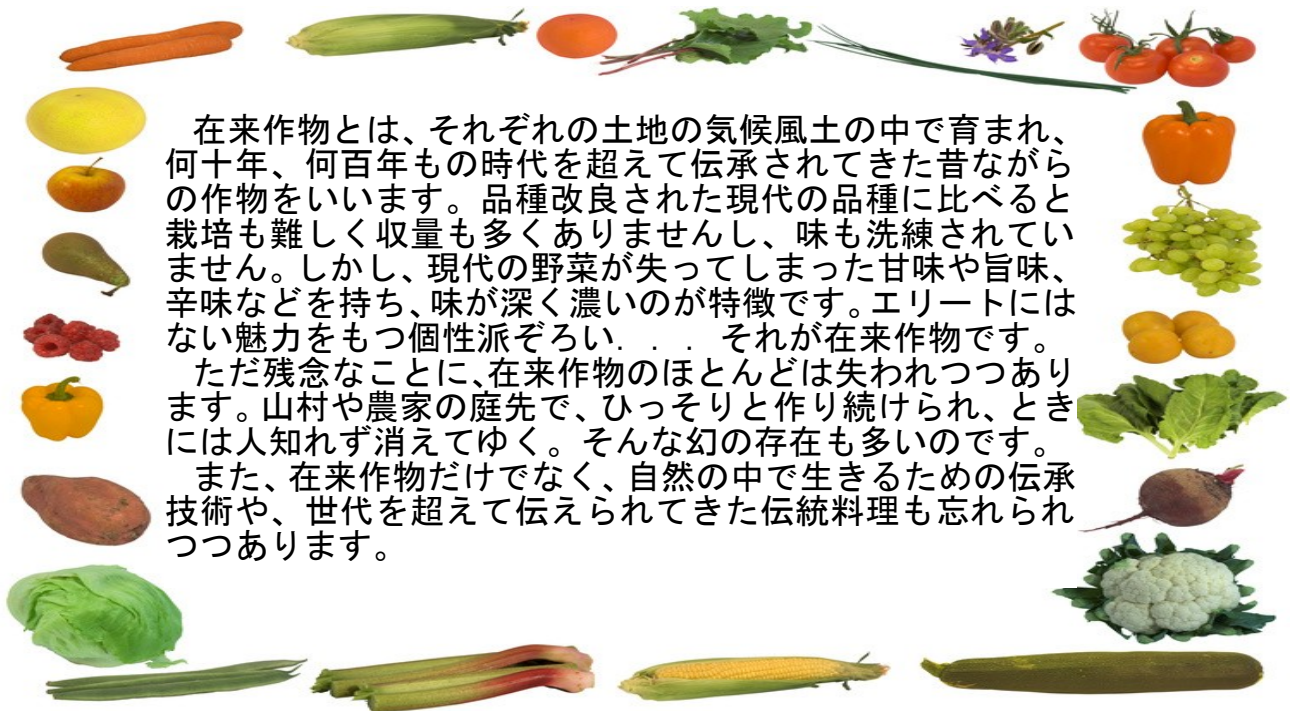 在来作物とは、それぞれの土地の気候風土の中で育まれ、
何十年、何百年もの時代を超えて伝承されてきた昔ながら
の作物をいいます。品種改良された現代の品種に比べると
栽培も難しく収量も多くありませんし、味も洗練されてい
ません。しかし、現代の野菜が失ってしまった甘味や旨味、
辛味などを持ち、味が深く濃いのが特徴です。エリートには
ない魅力をもつ個性派ぞろい．．．それが在来作物です。
　ただ残念なことに、在来作物のほとんどは失われつつあり
ます。山村や農家の庭先で、ひっそりと作り続けられ、とき
には人知れず消えてゆく。そんな幻の存在も多いのです。
　また、在来作物だけでなく、自然の中で生きるための伝承
技術や、世代を超えて伝えられてきた伝統料理も忘れられ
つつあります。